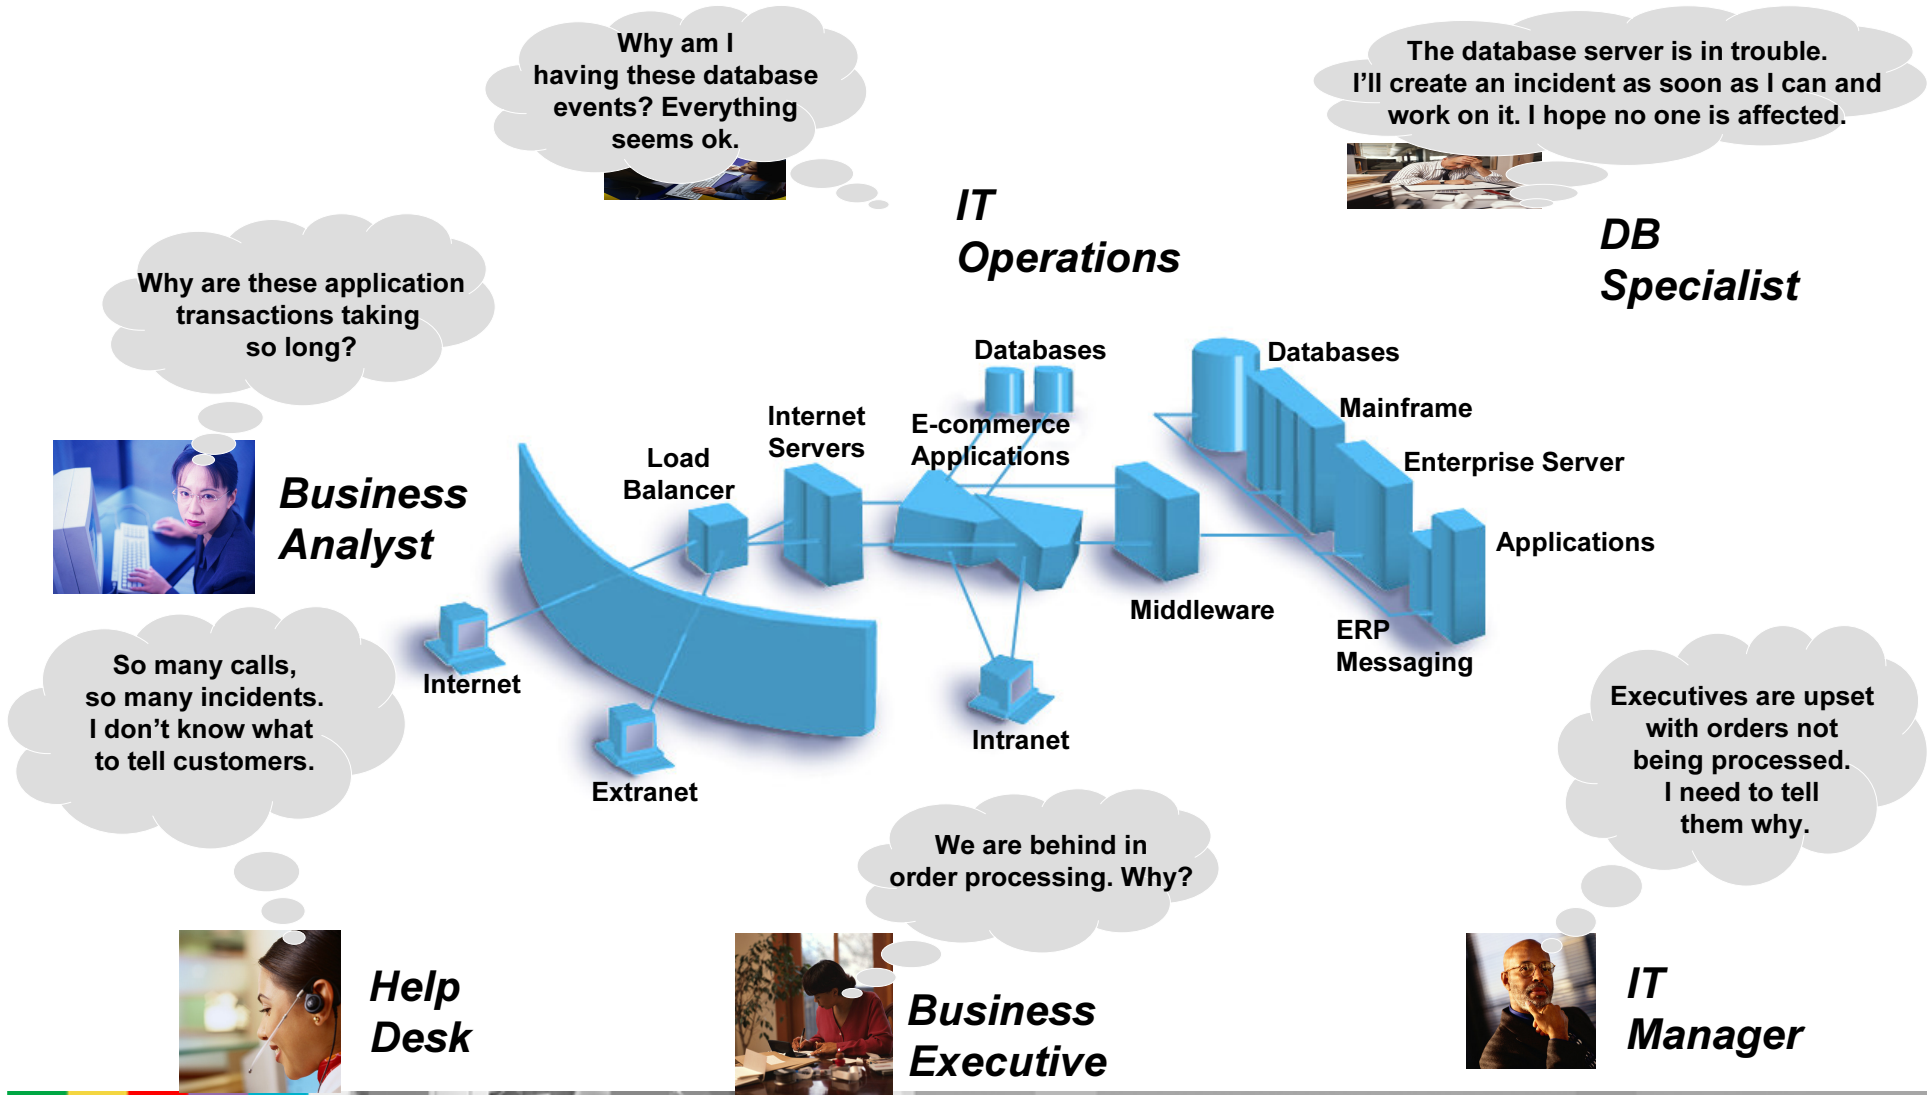 Why am I
having these database
events? Everything
seems ok.
The database server is in trouble.
I’ll create an incident as soon as I can and
work on it. I hope no one is affected.
IT
Operations
DB
Specialist
Why are these application
transactions taking
so long?
Business
Analyst
Databases
Databases
Mainframe
Internet
Servers
E-commerce
Applications
Load
Balancer
Enterprise Server
Applications
Middleware
ERP
Messaging
Internet
Intranet
Extranet
So many calls,
so many incidents.
I don’t know what
to tell customers.
Executives are upset
with orders not
being processed.
I need to tell
them why.
We are behind in
order processing. Why?
Help
Desk
Business
Executive
IT
Manager